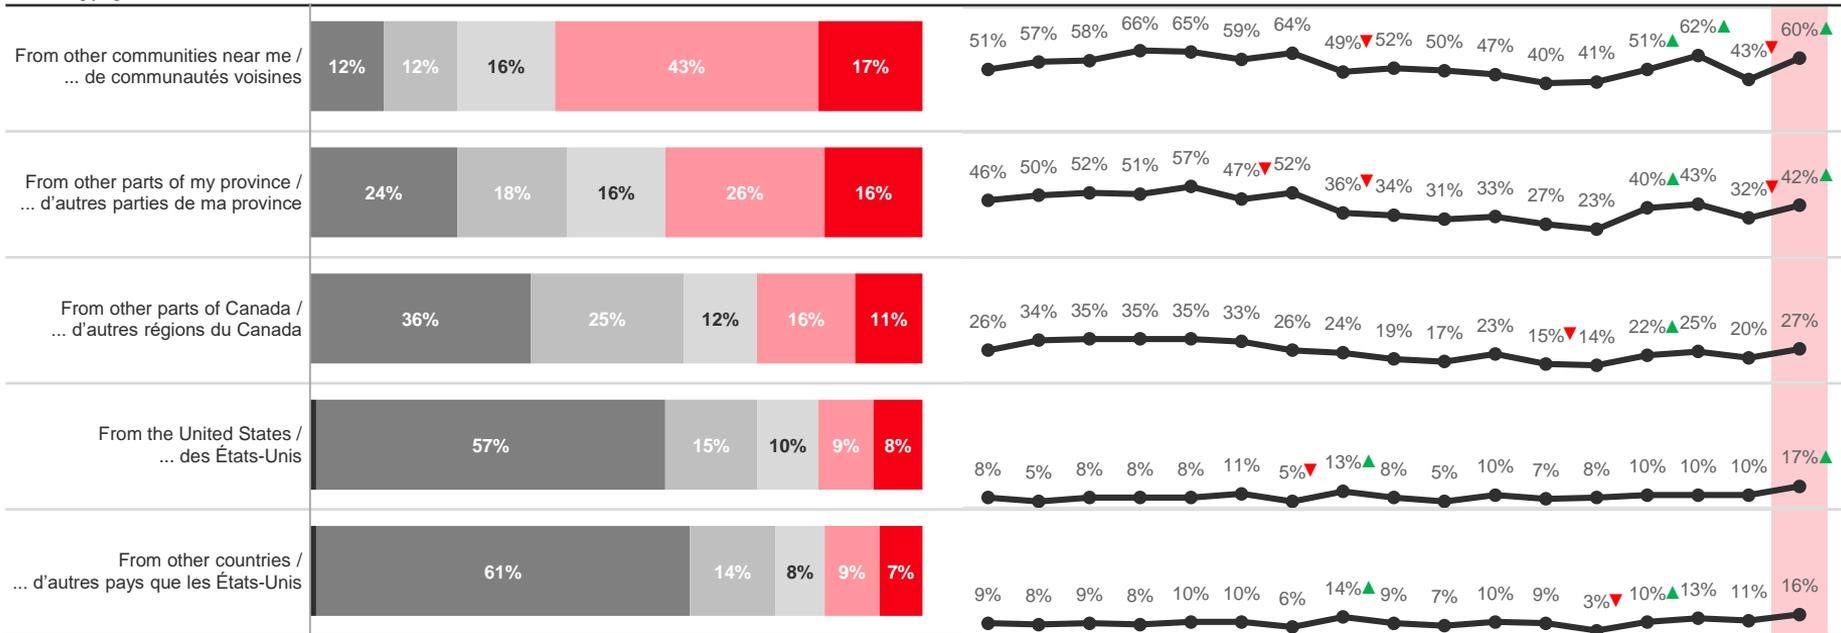 From other communities near me /
... de communautés voisines
12% 12% 16% 43% 17%
51% 57% 58% 66% 65% 59% 64% 49% 52% 50% 47% 40% 41% 51% 62% 43% 60%
From other parts of my province /
... d'autres parties de ma province
24% 18% 16% 26% 16%
46% 50% 52% 51% 57% 47% 52% 36% 34% 31% 33% 27% 23% 40% 43% 32% 42%
From other parts of Canada /
... d'autres régions du Canada
36% 25% 12% 16% 11%
26% 34% 35% 35% 35% 33% 26% 24% 19% 17% 23% 15% 14% 22% 25% 20% 27%
From the United States /
... des États-Unis
57% 15% 10% 9% 8%
8% 5% 8% 8% 8% 11% 5% 13% 8% 5% 10% 7% 8% 10% 10% 10% 17%
From other countries /
... d'autres pays que les États-Unis
61% 14% 8% 9% 7%
9% 8% 9% 8% 10% 10% 6% 14% 9% 7% 10% 9% 3% 10% 13% 11% 16%